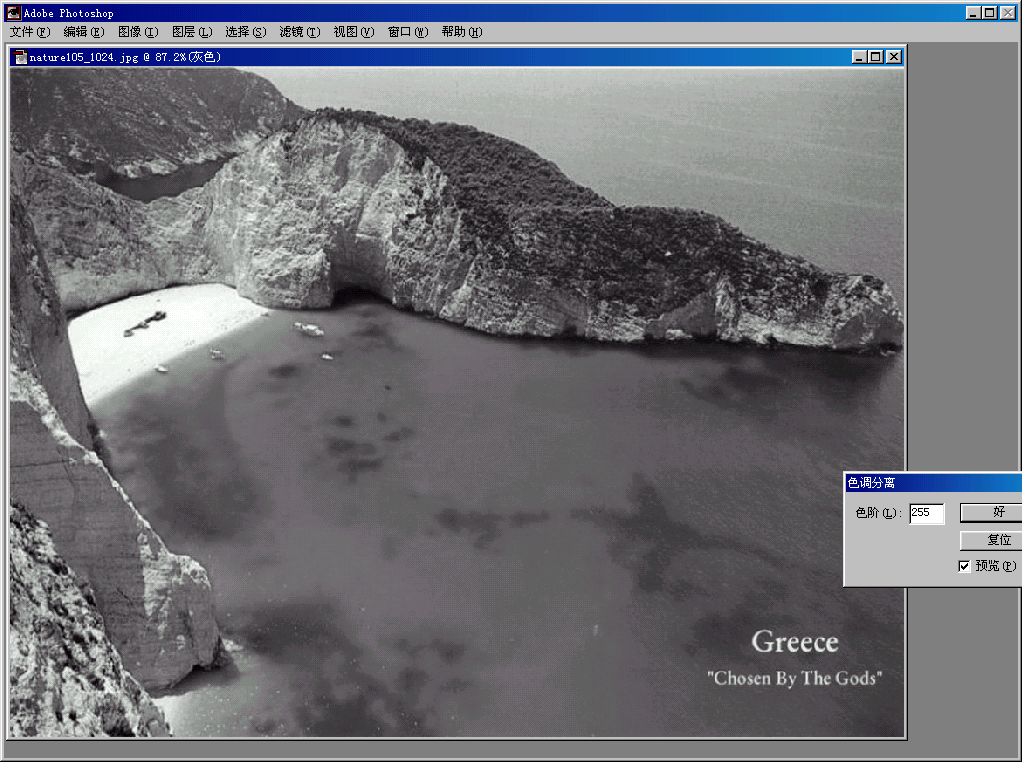 Adobe Photoshop
文件(F) 编辑(E) 图像(I) 图层(L) 选择(S) 滤镜(T) 视图(V) 窗口(W) 帮助(H)
nature105_1024.jpg @ 87.2%(灰色)
色调分离
色阶(L): 255 好
复位
预览(P)
Greece
"Chosen By The Gods"